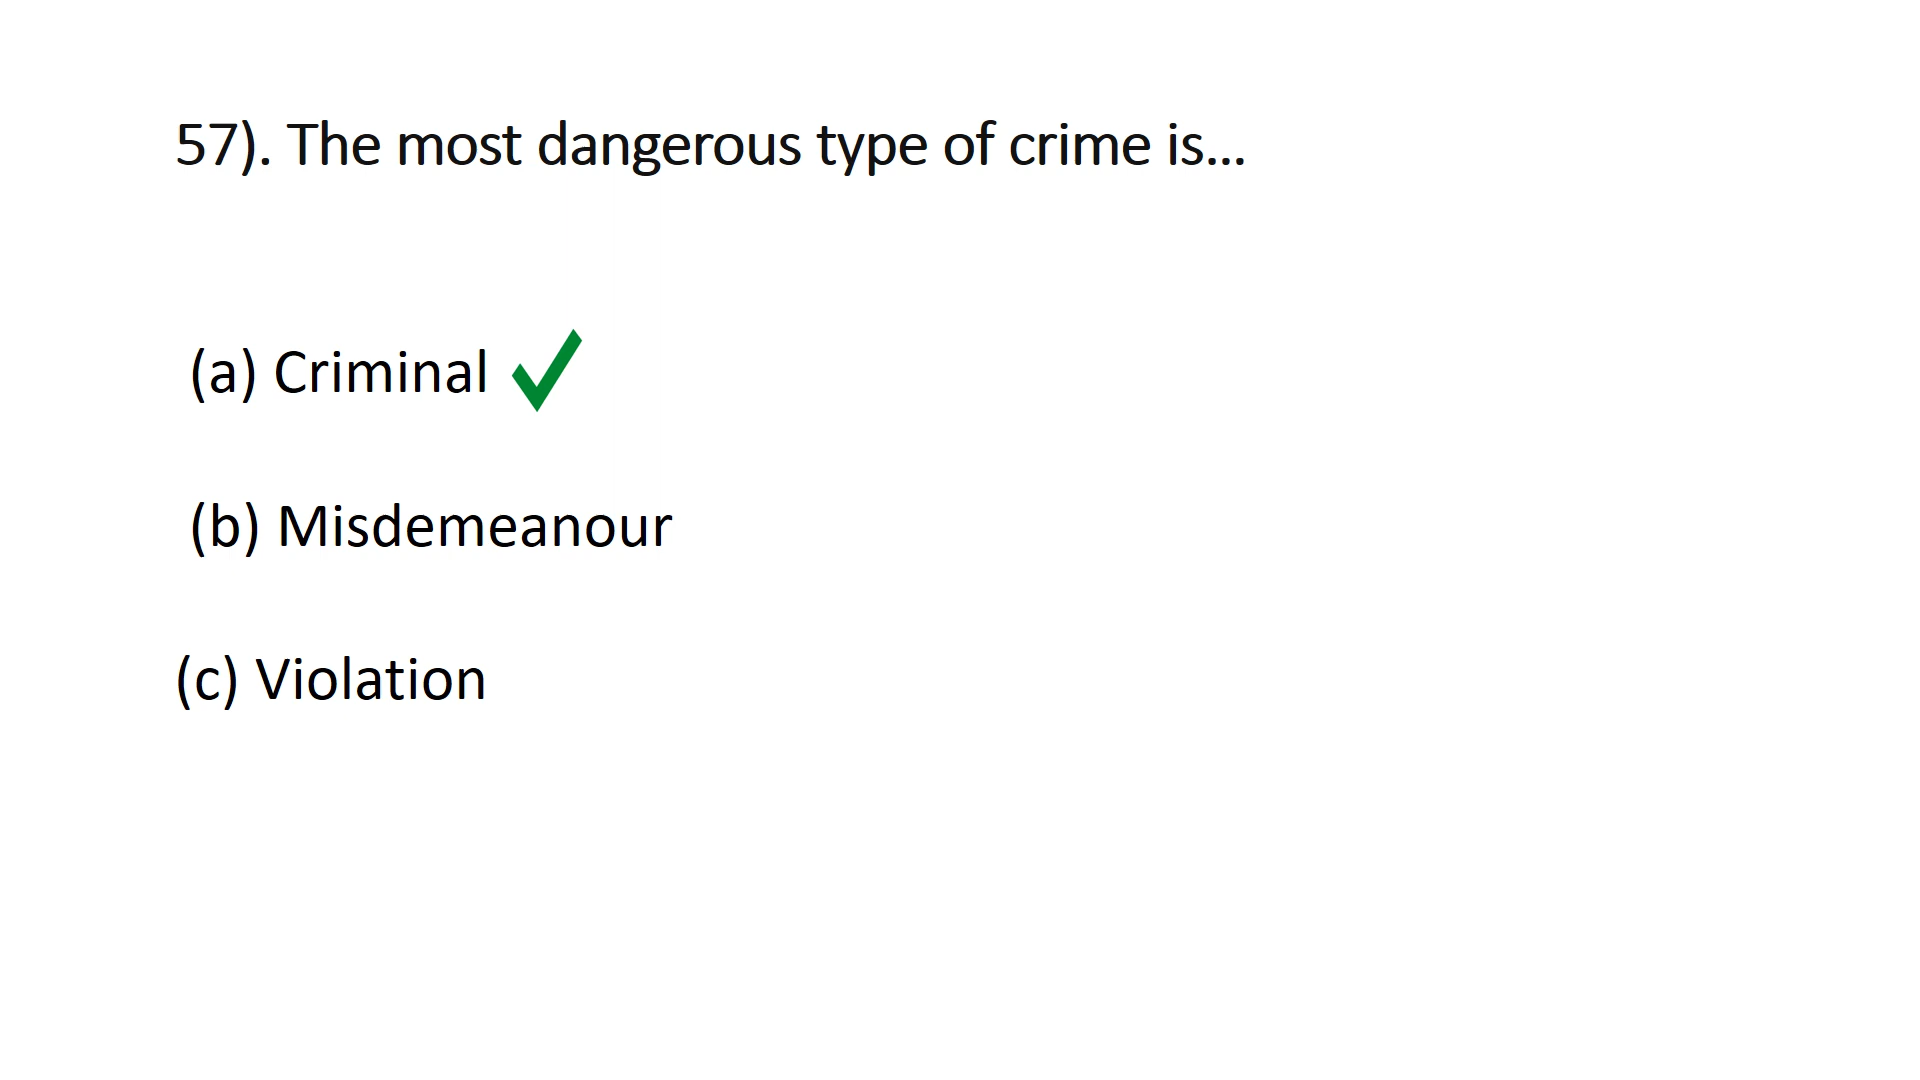 57). The most dangerous type of crime is...
(a) Criminal
(b) Misdemeanour
(c) Violation